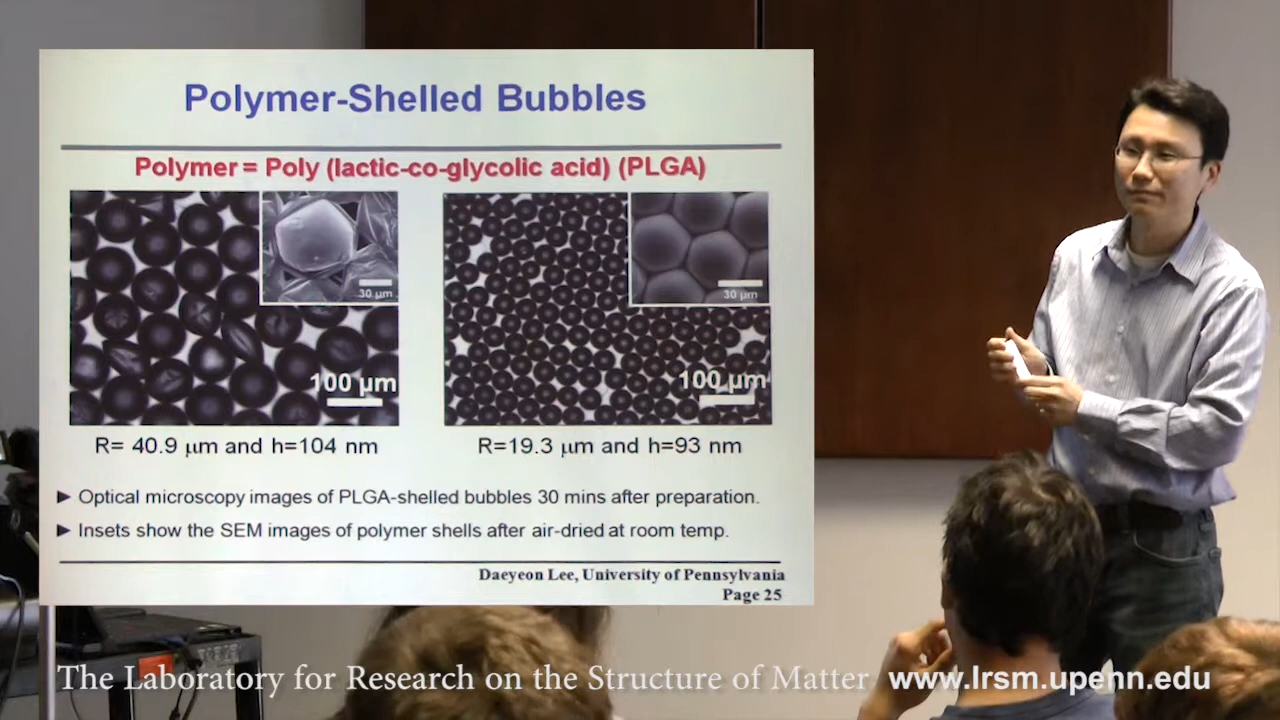 Polymer-Shelled Bubbles
Polymer = Poly (lactic-co-glycolic acid) (PLGA)
30 µm
100 µm
30 µm
100 µm
R= 40.9 µm and h=104 nm
R=19.3 µm and h=93 nm
► Optical microscopy images of PLGA-shelled bubbles 30 mins after preparation.
► Insets show the SEM images of polymer shells after air-dried at room temp.
Daeyeon Lee, University of Pennsylvania
Page 25
The Laboratory for Research on the Structure of Matter www.lrsm.upenn.edu